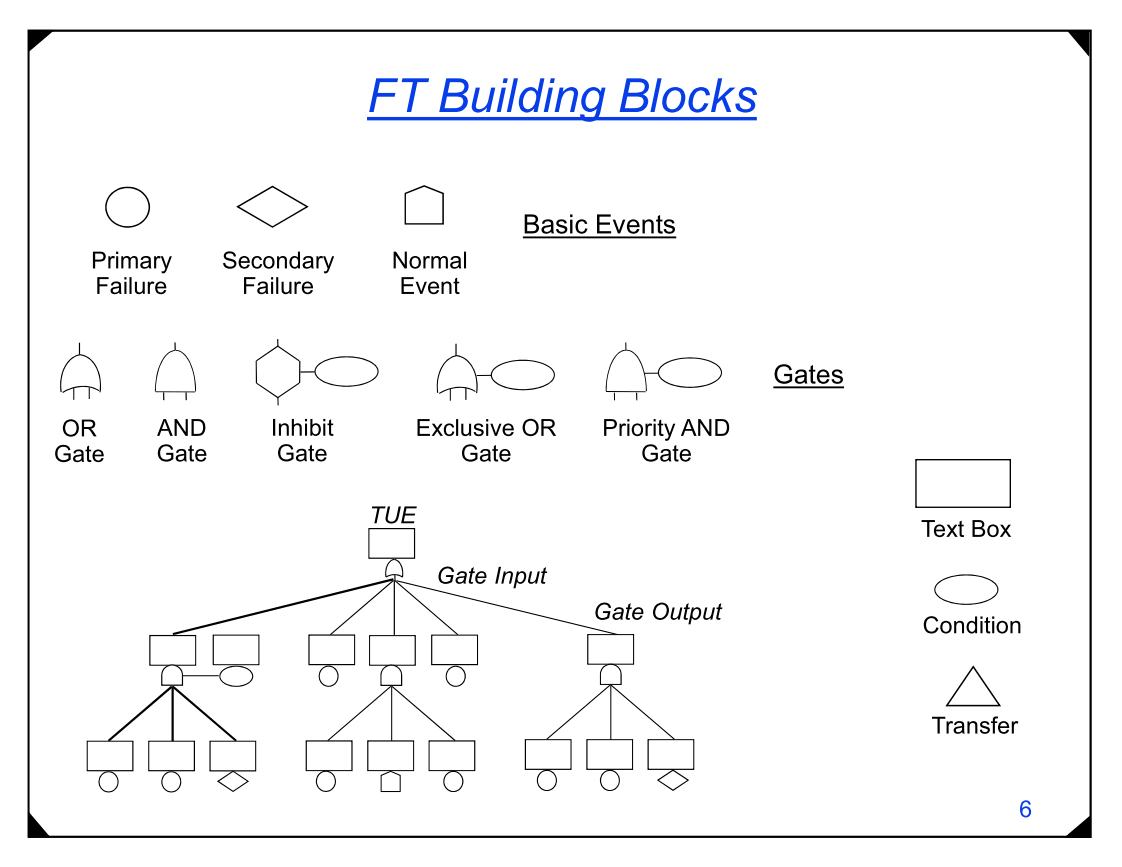 FT Building Blocks
Basic Events
Primary
Failure
Secondary
Failure
Normal
Event
Gates
OR
Gate
AND
Gate
Inhibit
Gate
Exclusive OR
Gate
Priority AND
Gate
Text Box
TUE
Gate Input
Gate Output
Condition
Transfer
6